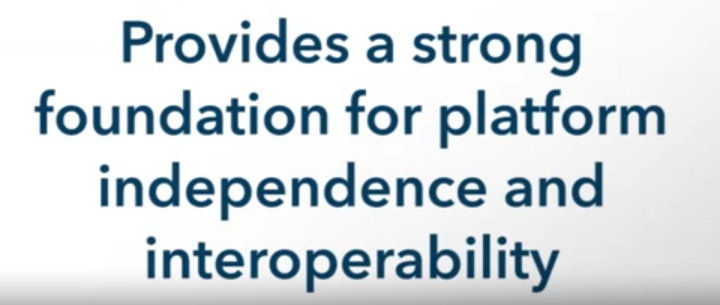 Provides a strong
foundation for platform
independence and
interoperability